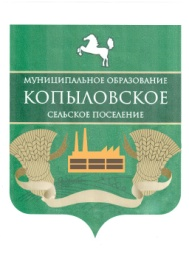 МУНИЦИПАЛЬНОЕ ОБРАЗОВАНИЕ
КОПЫЛОВСКОЕ
СЕЛЬСКОЕ ПОСЕЛЕНИЕ